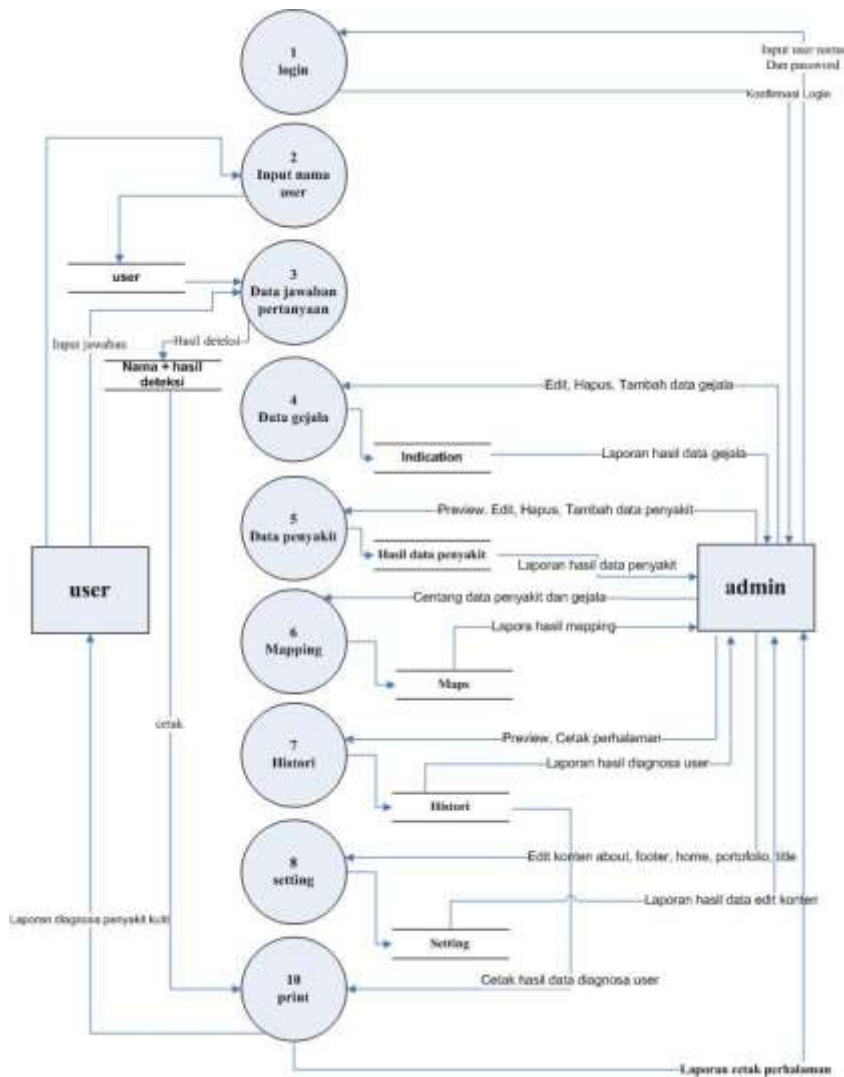 1
login
Input user name
Dan password
Konfirmasi Login
2
Input nama
user
user
3
Data jawaban
pertanyaan
Input jawaban
Hasil deteksi
Nama + hasil
deteksi
4
Data gejala
Edit, Hapus, Tambah data gejala
Indication
Laporan hasil data gejala
5
Data penyakit
Preview, Edit, Hapus, Tambah data penyakit
Hasil data penyakit
Laporan hasil data penyakit
user
admin
Centang data penyakit dan gejala
6
Mapping
Lapora hasil mapping
Maps
cetak
7
Histori
Preview, Cetak perhalaman
Laporan hasil diagnosa user
Histori
8
setting
Edit konten about, footer, home, portofolio, title
Laporan hasil data edit konten
Setting
Laporan diagnosa penyakit kulit
10
print
Cetak hasil data diagnosa user
Laporan cetak perhalaman